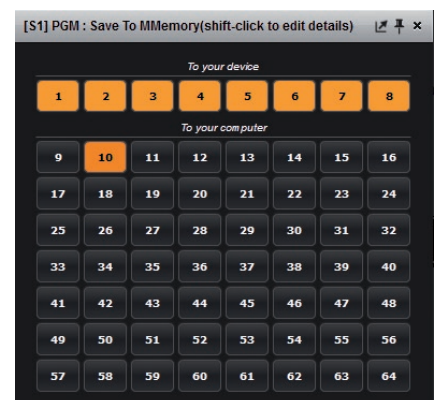 [S1] PGM : Save To MMemory(shift-click to edit details)
To your device
1 2 3 4 5 6 7 8
To your computer
9 10 11 12 13 14 15 16
17 18 19 20 21 22 23 24
25 26 27 28 29 30 31 32
33 34 35 36 37 38 39 40
41 42 43 44 45 46 47 48
49 50 51 52 53 54 55 56
57 58 59 60 61 62 63 64